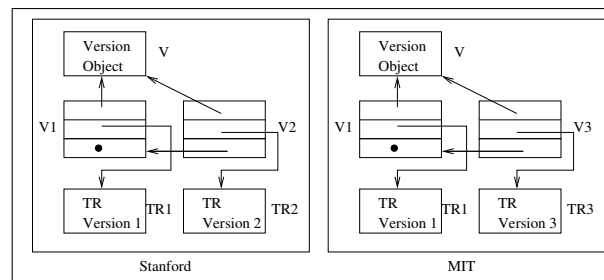 Version
Object
V
V1
V2
TR
Version 1
TR1
TR
Version 2
TR2
Stanford
Version
Object
V
V1
V3
TR
Version 1
TR1
TR
Version 3
TR3
MIT